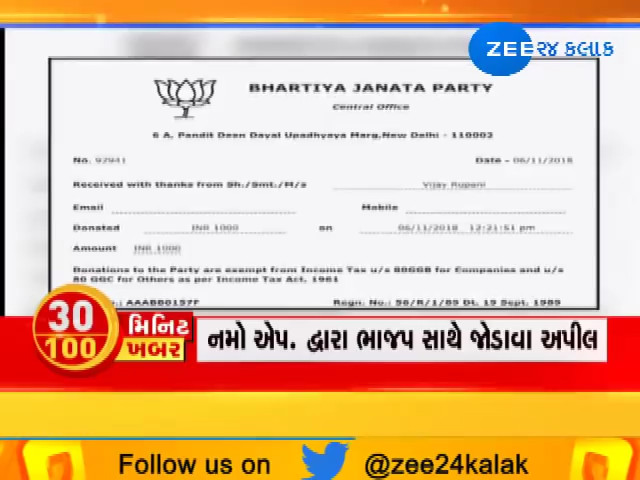 ZEE ૨૪ કલાક
BHARTIYA JANATA PARTY
Central Office
6 A, Pandit Deen Dayal Upadhyaya Marg,New Delhi - 110002
No. 92941 Date - 06/11/2018
Received with thanks from Sh./Smt./M/s Vijay Rupani
Email Mobile
Donated INR 1000 on 06/11/2018 12:21:51 pm
Amount INR 1000
Donations to the Party are exempt from Income Tax u/s 80GGB for Companies and u/s
80 GGC for Others as per Income Tax Act, 1961
.: AAABB0157F Regn. No.: 56/R/1/89 Dt. 15 Sept. 1989
30 મિનિટ
100 ખબર
નમો એપ. દ્વારા ભાજપ સાથે જોડાવા અપીલ
Follow us on @zee24kalak